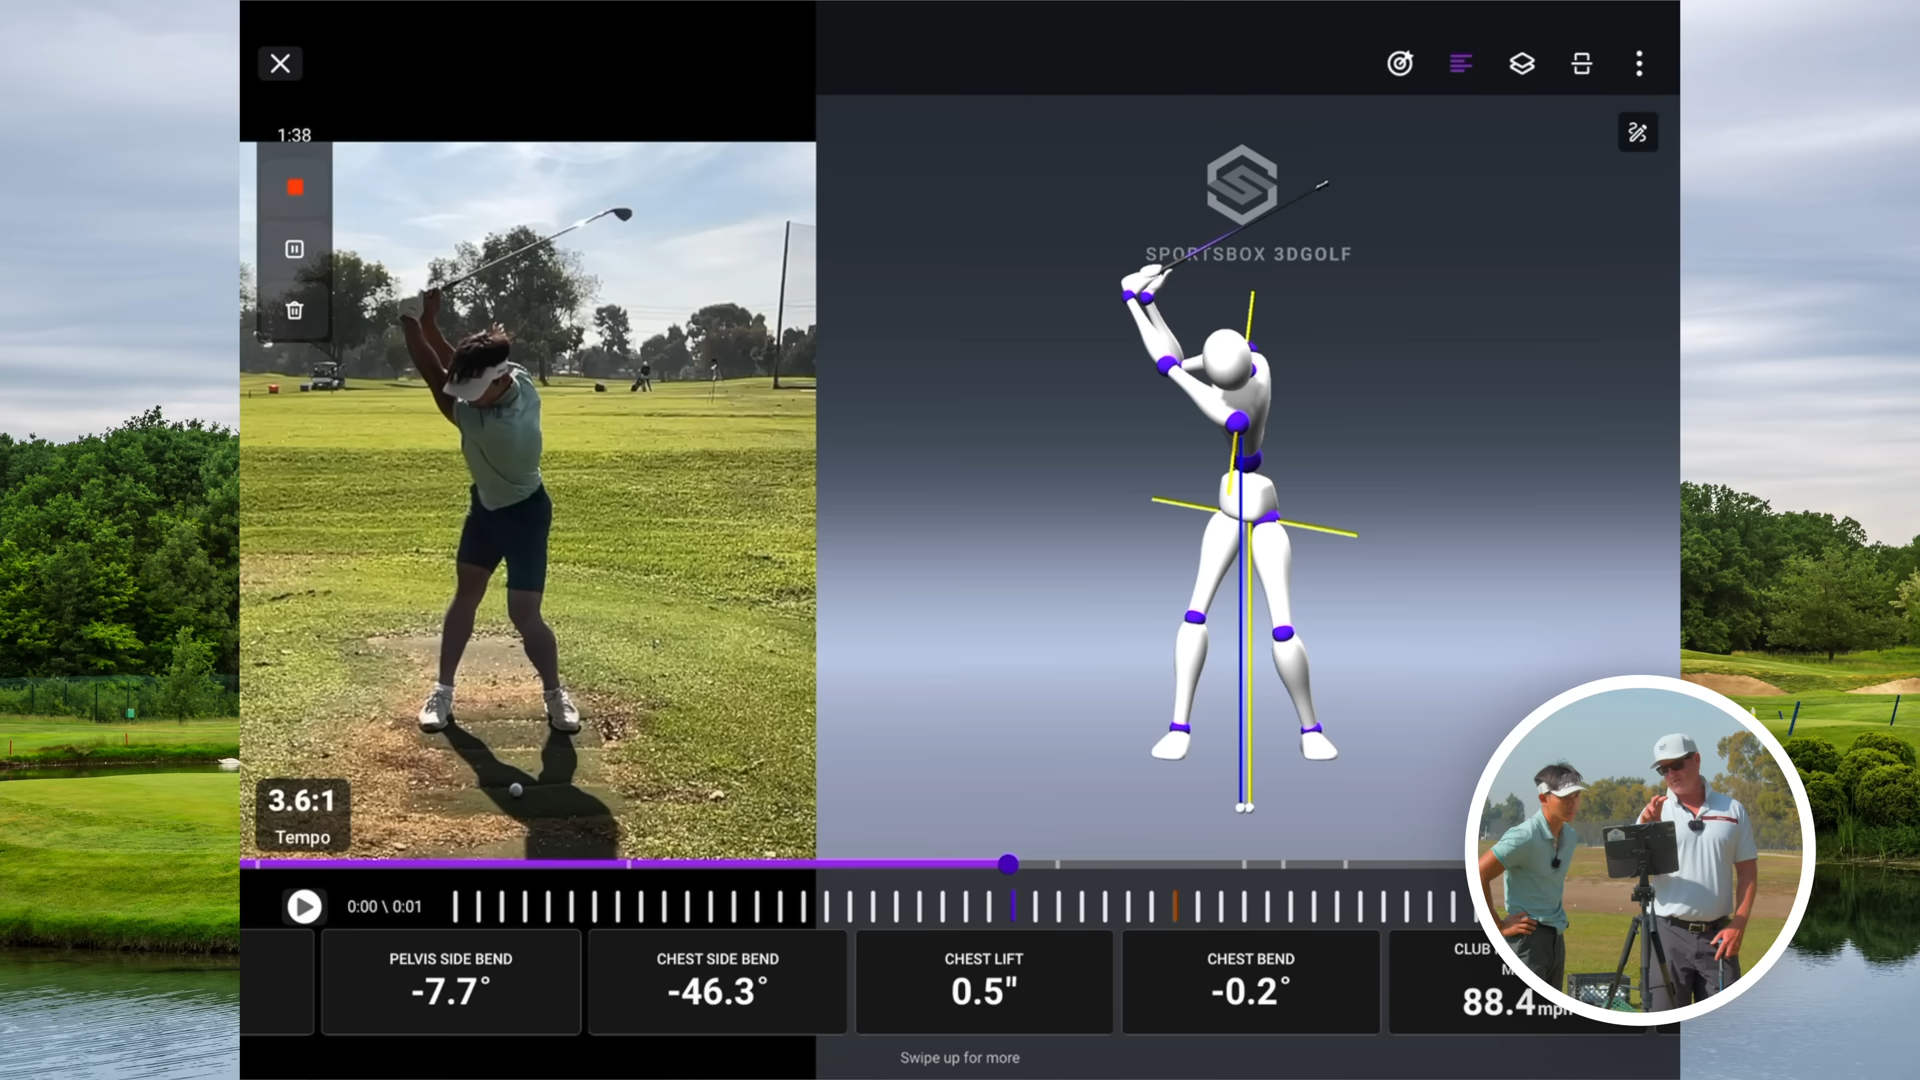 1:38
SPORTSBOX 3DGOLF
3.6:1
Tempo
0:00 \ 0:01
PELVIS SIDE BEND
-7.7°
CHEST SIDE BEND
-46.3°
CHEST LIFT
0.5"
CHEST BEND
-0.2°
CLUB
88.4mph
Swipe up for more